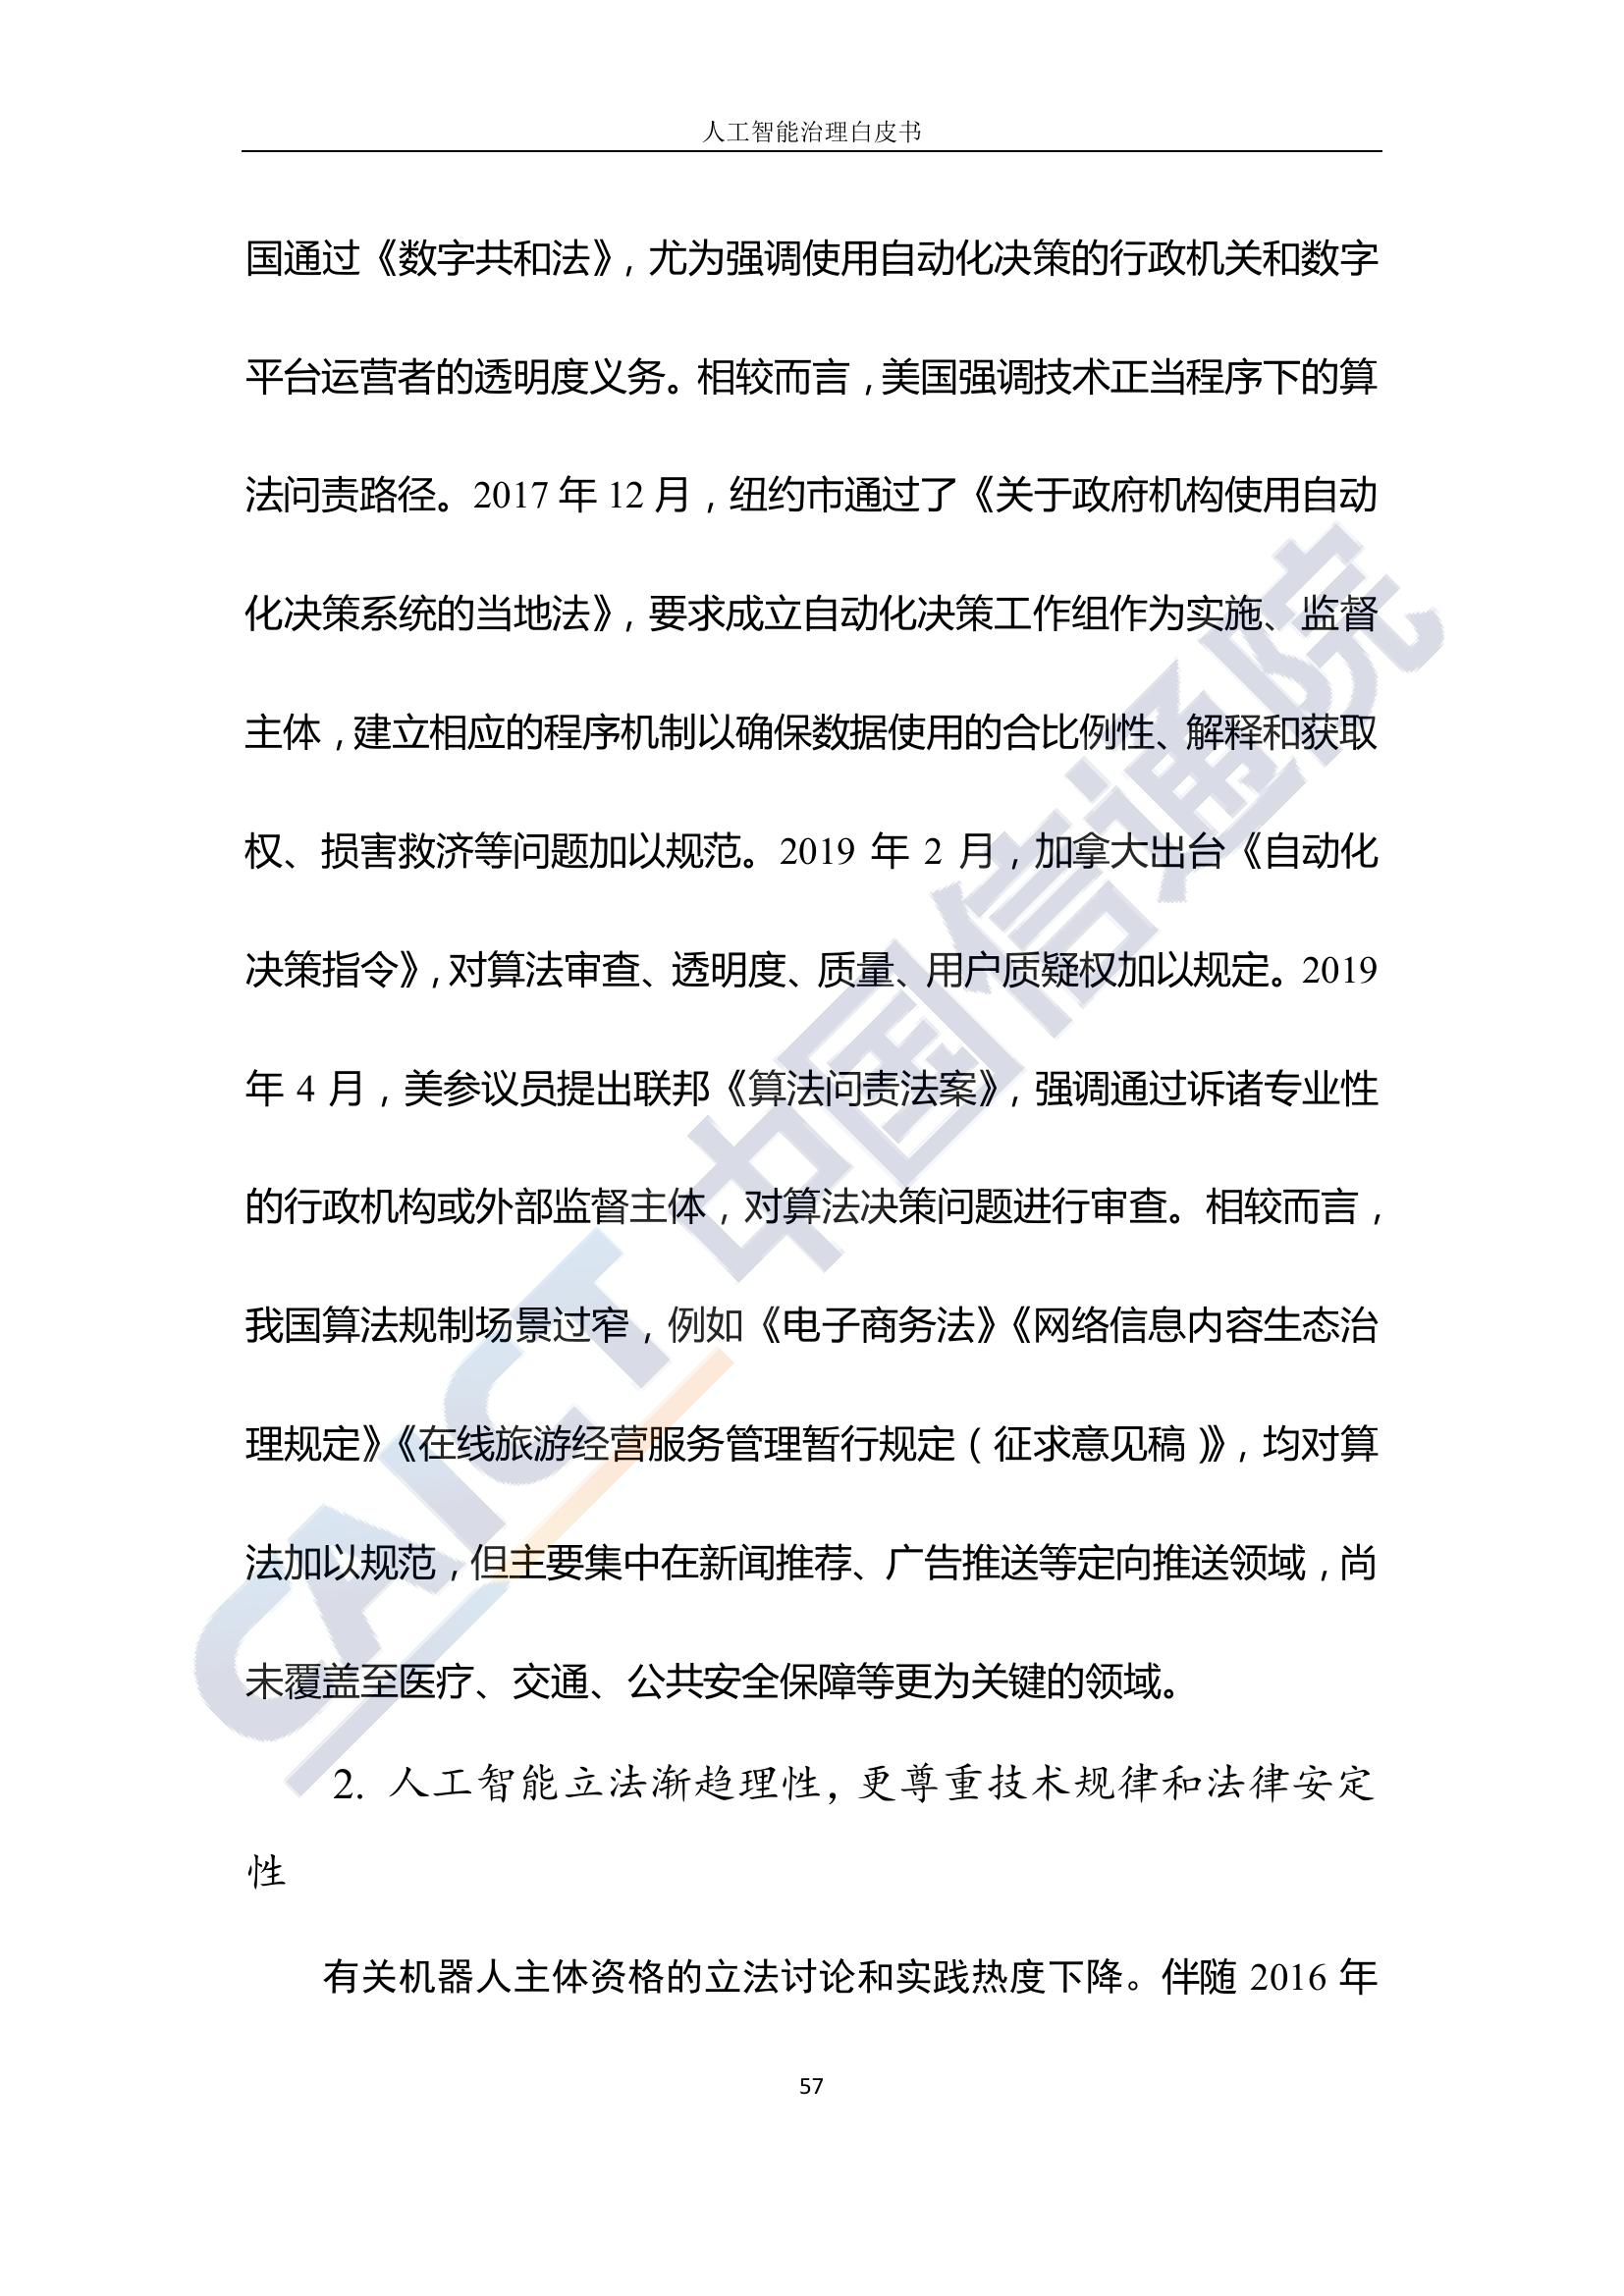 人工智能治理白皮书
国通过《数字共和法》，尤为强调使用自动化决策的行政机关和数字
平台运营者的透明度义务。相较而言，美国强调技术正当程序下的算
法问责路径。2017 年 12 月，纽约市通过了《关于政府机构使用自动
化决策系统的当地法》，要求成立自动化决策工作组作为实施、监督
主体，建立相应的程序机制以确保数据使用的合比例性、解释和获取
权、损害救济等问题加以规范。2019 年 2 月，加拿大出台《自动化
决策指令》，对算法审查、透明度、质量、用户质疑权加以规定。2019
年 4 月，美参议员提出联邦《算法问责法案》，强调通过诉诸专业性
的行政机构或外部监督主体，对算法决策问题进行审查。相较而言，
我国算法规制场景过窄，例如《电子商务法》《网络信息内容生态治
理规定》《在线旅游经营服务管理暂行规定（征求意见稿）》，均对算
法加以规范，但主要集中在新闻推荐、广告推送等定向推送领域，尚
未覆盖至医疗、交通、公共安全保障等更为关键的领域。
2. 人工智能立法渐趋理性，更尊重技术规律和法律安定
性
有关机器人主体资格的立法讨论和实践热度下降。伴随 2016 年
57
CAICT 中国信通院